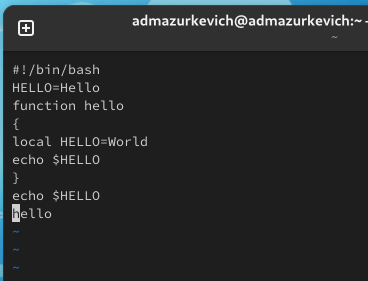 admazurkevich@admazurkevich:~
~
#!/bin/bash
HELLO=Hello
function hello
{
local HELLO=World
echo $HELLO
}
echo $HELLO
hello
~
~
~